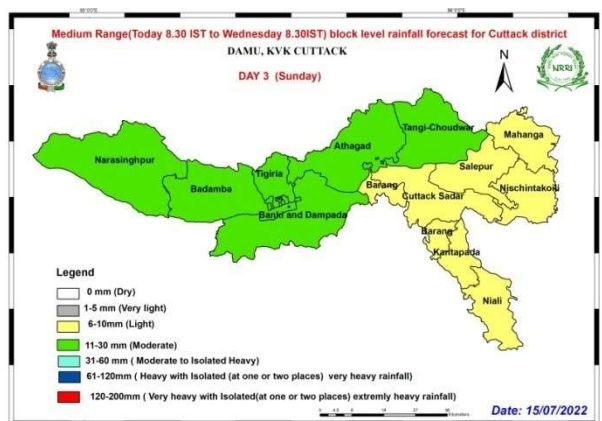 Medium Range(Today 8.30 IST to Wednesday 8.30IST) block level rainfall forecast for Cuttack district
DAMU, KVK CUTTACK
DAY 3 (Sunday)
N
NRRI
Tangi-Choudwar
Mahanga
Athagad
Narasinghpur
Salepur
Tigiria
Badamba
Barang
Nischintakoili
Cuttack Sadar
Banki and Dampada
Barang
Kantapada
Niali
Legend
0 mm (Dry)
1-5 mm (Very light)
6-10mm (Light)
11-30 mm (Moderate)
31-60 mm ( Moderate to Isolated Heavy)
61-120mm ( Heavy with Isolated (at one or two places) very heavy rainfall)
120-200mm ( Very heavy with Isolated(at one or two places) extremly heavy rainfall)
Date: 15/07/2022